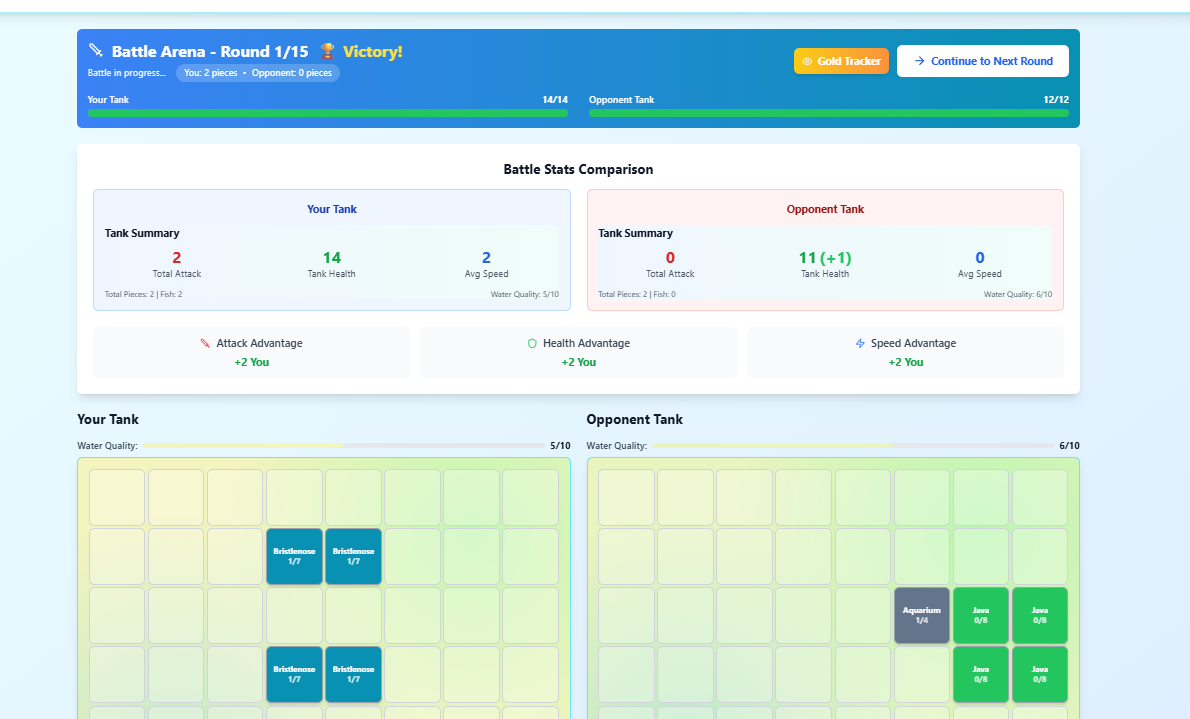 Battle Arena - Round 1/15 🏆 Victory!
Battle in progress... You: 2 pieces • Opponent: 0 pieces
Gold Tracker
Continue to Next Round
Your Tank 14/14
Opponent Tank 12/12
Battle Stats Comparison
Your Tank
Tank Summary
2 14 2
Total Attack Tank Health Avg Speed
Total Pieces: 2 | Fish: 2 Water Quality: 5/10
Opponent Tank
Tank Summary
0 11 (+1) 0
Total Attack Tank Health Avg Speed
Total Pieces: 2 | Fish: 0 Water Quality: 6/10
Attack Advantage
+2 You
Health Advantage
+2 You
Speed Advantage
+2 You
Your Tank
Water Quality: 5/10
Bristlenose Bristlenose
1/7 1/7
Bristlenose Bristlenose
1/7 1/7
Opponent Tank
Water Quality: 6/10
Aquarium Java Java
1/4 0/8 0/8
Java Java
0/8 0/8